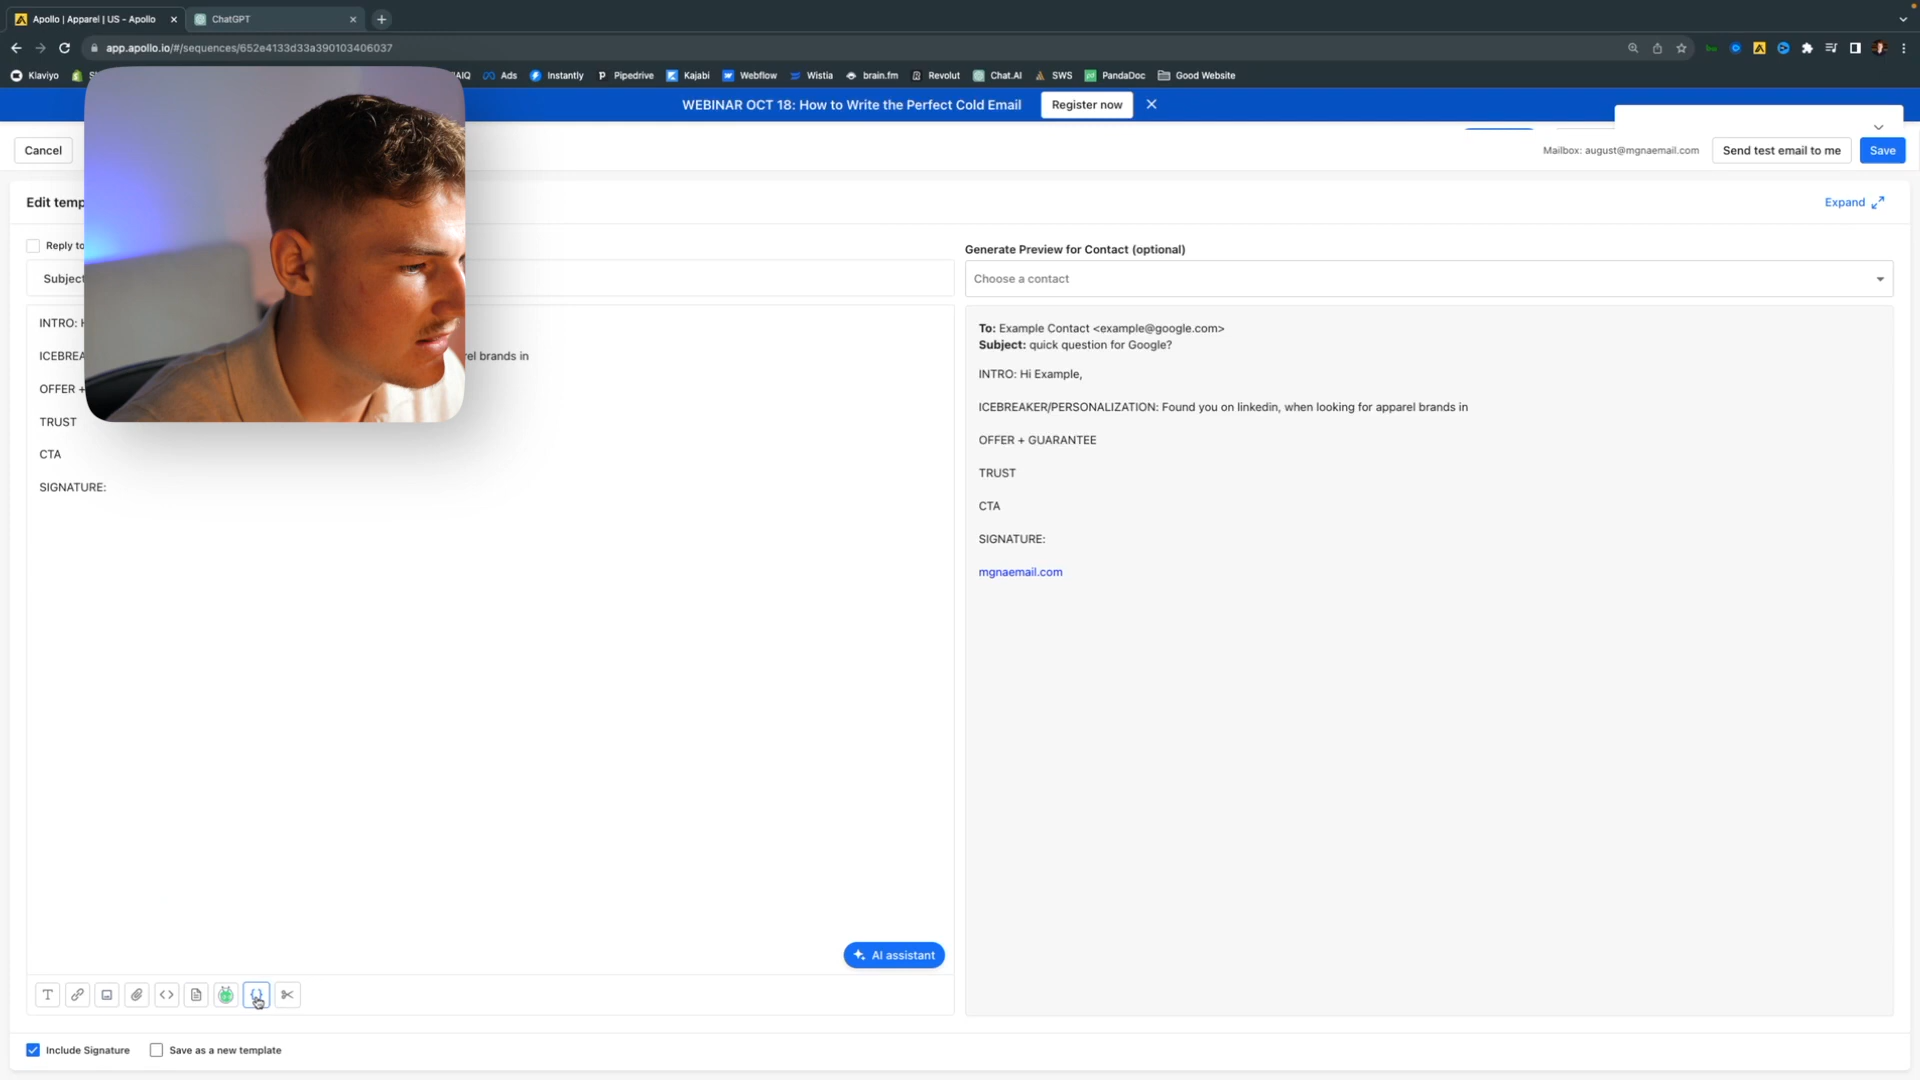 Apollo | Apparel | US - Apollo
ChatGPT
app.apollo.io/#/sequences/652e4133d33a390103406037
Klaviyo
Ads
Instantly
Pipedrive
Kajabi
Webflow
Wistia
brain.fm
Revolut
Chat.AI
SWS
PandaDoc
Good Website
WEBINAR OCT 18: How to Write the Perfect Cold Email
Register now
Cancel
Mailbox: august@mgnaemail.com
Send test email to me
Save
Edit temp
Expand
Reply to
Generate Preview for Contact (optional)
Subject
Choose a contact
INTRO: H
ICEBREA
rel brands in
OFFER +
TRUST
CTA
SIGNATURE:
To: Example Contact <example@google.com>
Subject: quick question for Google?
INTRO: Hi Example,
ICEBREAKER/PERSONALIZATION: Found you on linkedin, when looking for apparel brands in
OFFER + GUARANTEE
TRUST
CTA
SIGNATURE:
mgnaemail.com
AI assistant
Include Signature
Save as a new template